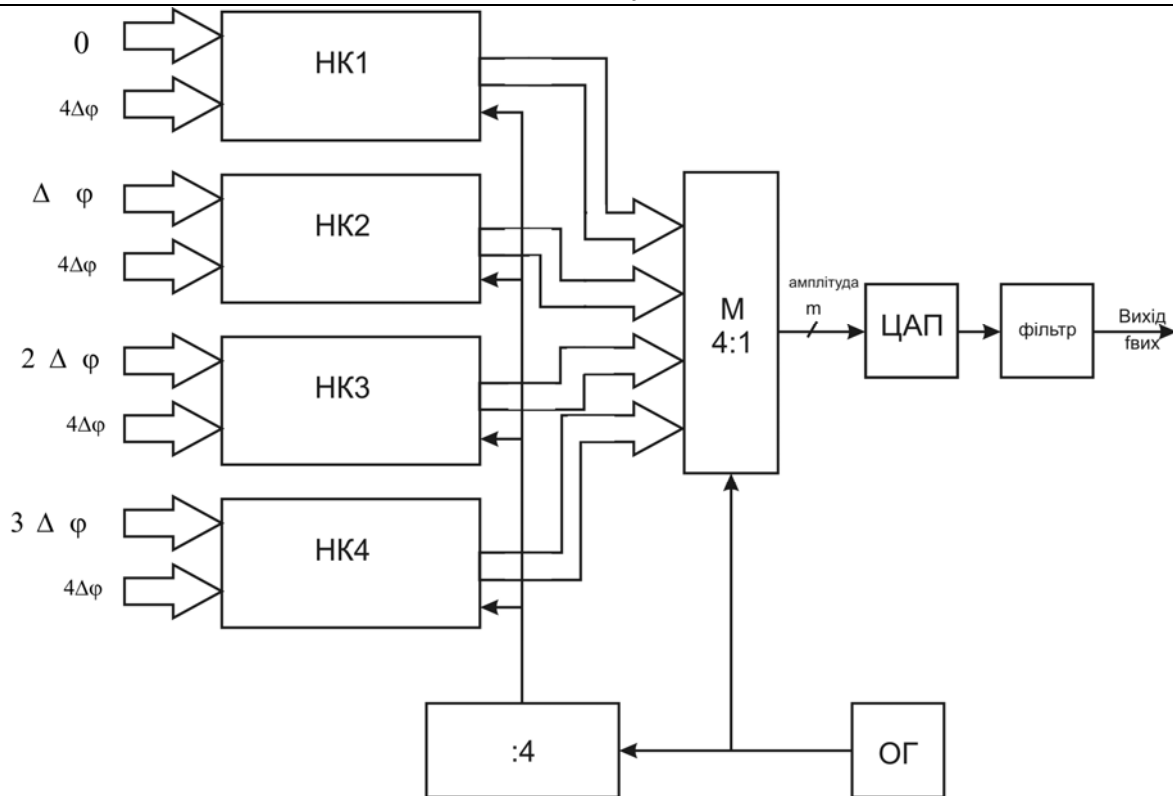 0
НК1
4Δφ
Δ φ
НК2
4Δφ
2 Δ φ
НК3
4Δφ
3 Δ φ
НК4
4Δφ
М
4:1
амплітуда
m
ЦАП
фільтр
Вихід
fвих
:4
ОГ